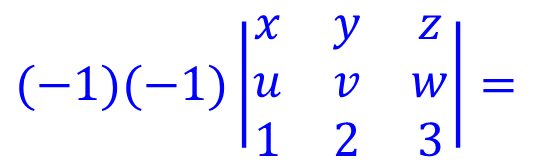 (−1)(−1) |x y z|
|u v w| =
|1 2 3|